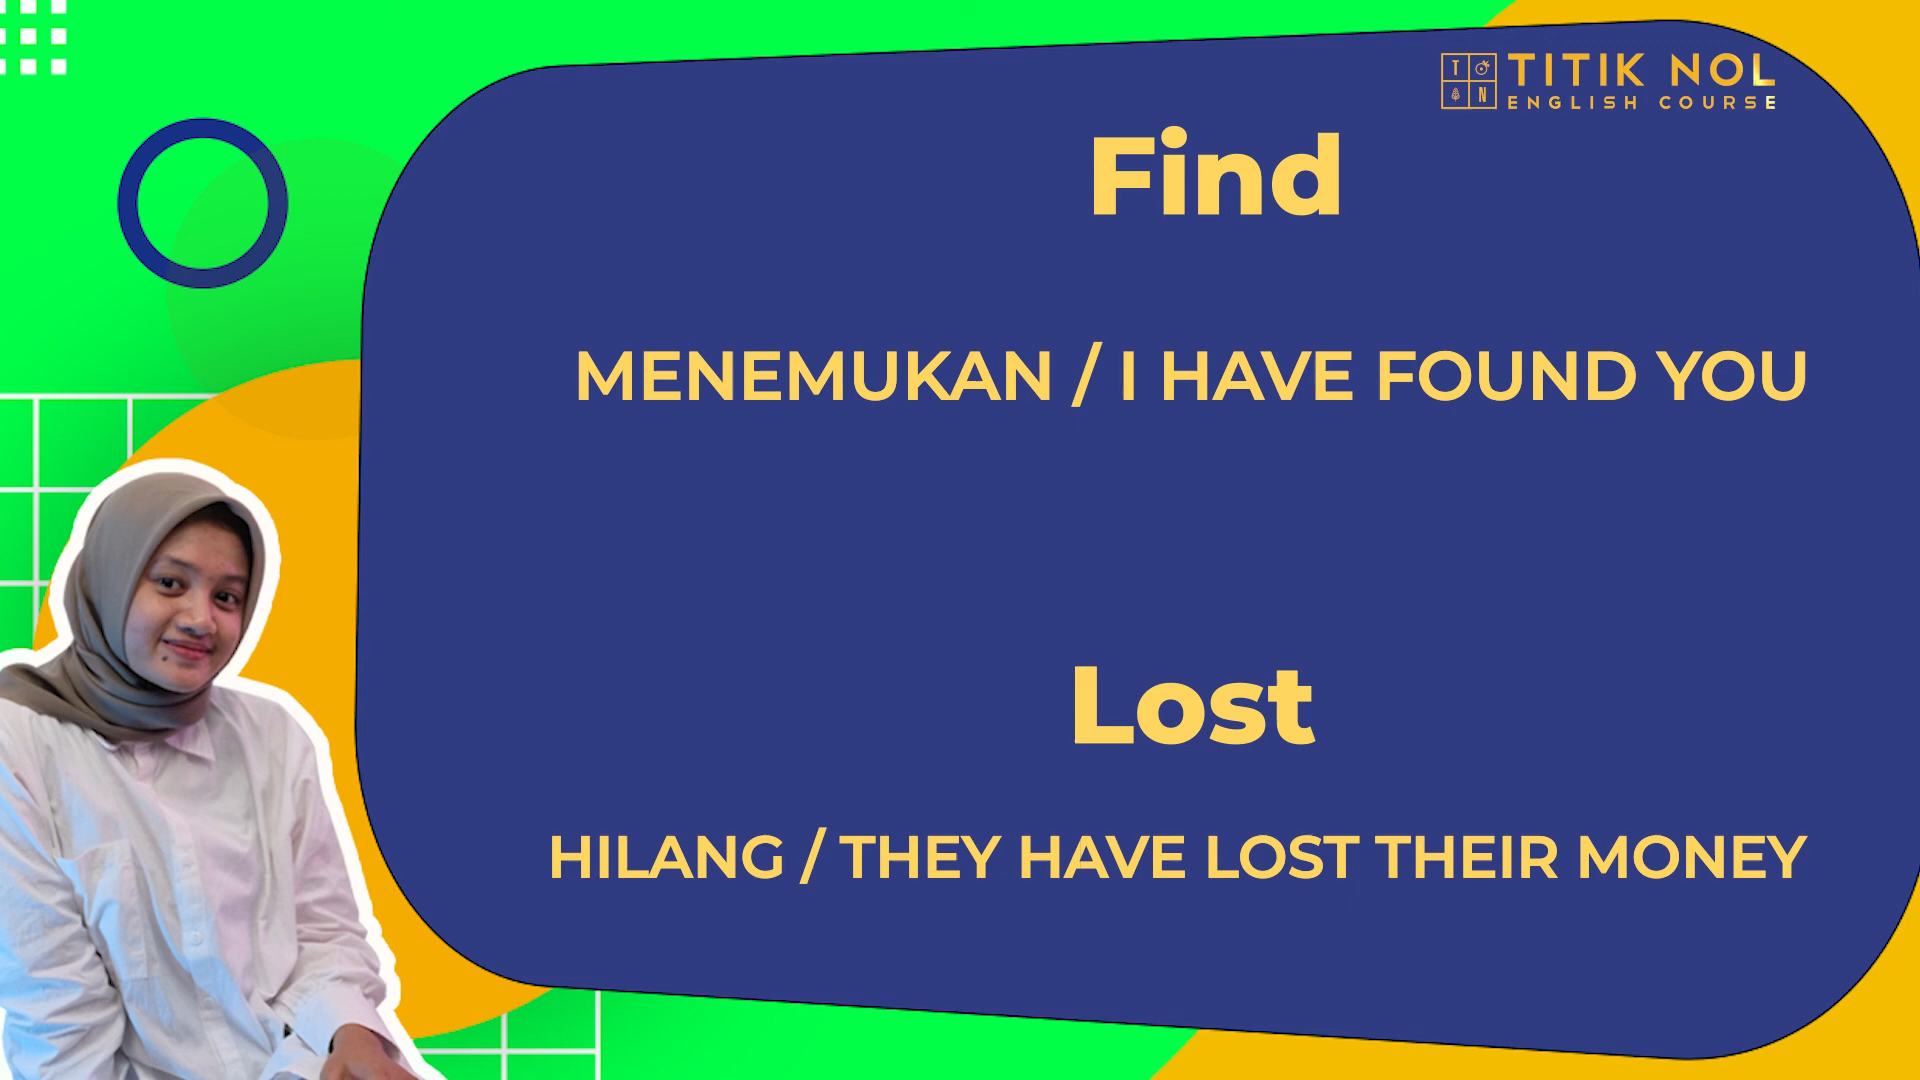 T N
TITIK NOL
ENGLISH COURSE
Find
MENEMUKAN / I HAVE FOUND YOU
Lost
HILANG / THEY HAVE LOST THEIR MONEY